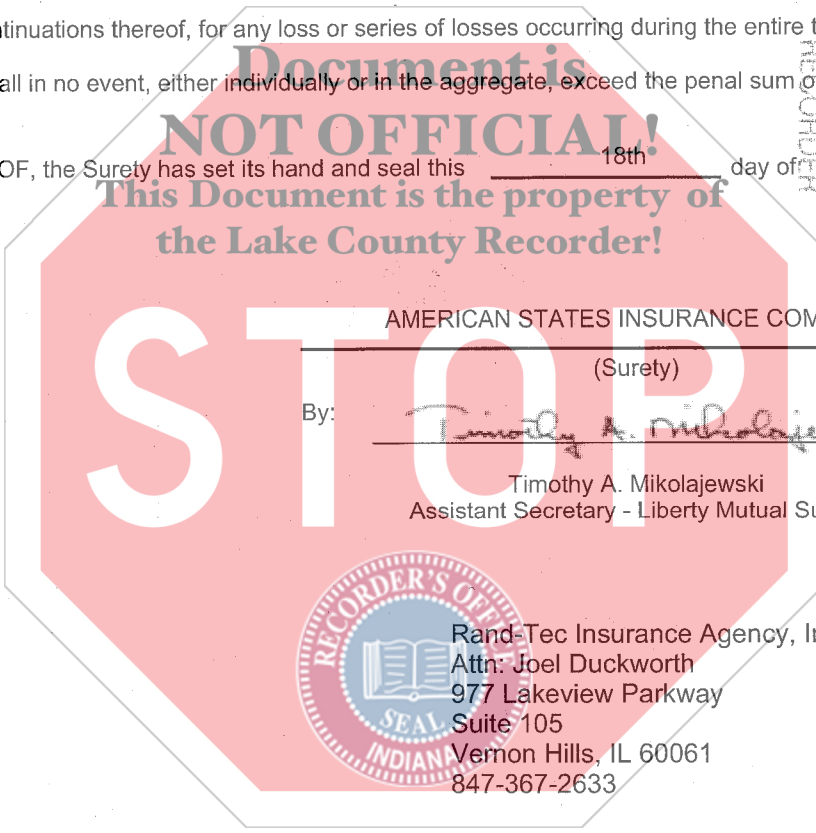 tinuations thereof, for any loss or series of losses occurring during the entire t
all in no event, either individually or in the aggregate, exceed the penal sum o
Document is
NOT OFFICIAL!
OF, the Surety has set its hand and seal this 18th day of
This Document is the property of
the Lake County Recorder!
RECORDER
STOP
AMERICAN STATES INSURANCE COM
(Surety)
By: Timothy A. Mikolaje
Timothy A. Mikolajewski
Assistant Secretary - Liberty Mutual Su
RECORDER'S OFFICE
SEAL
INDIANA
Rand-Tec Insurance Agency, In
Attn: Joel Duckworth
977 Lakeview Parkway
Suite 105
Vernon Hills, IL 60061
847-367-2633